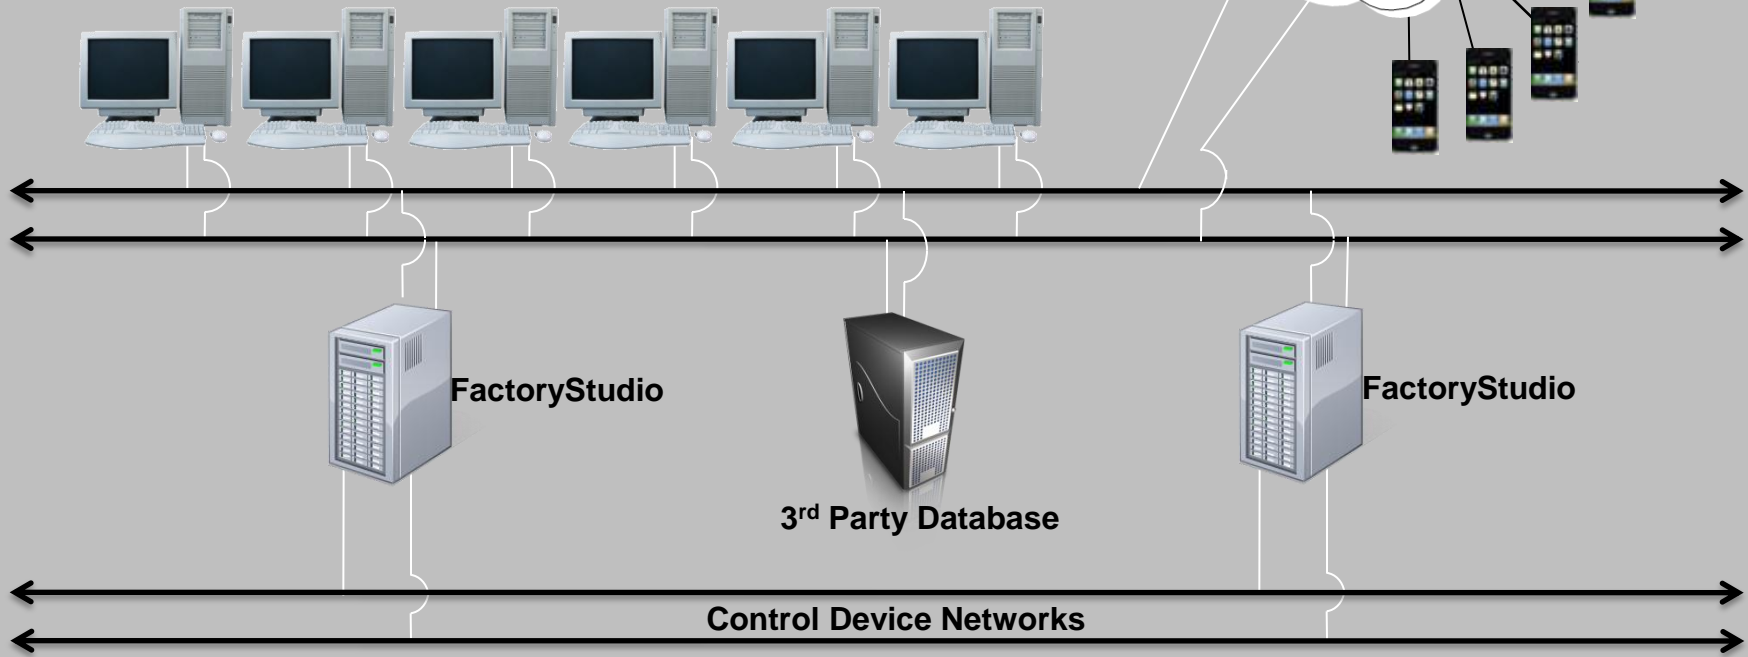 FactoryStudio
FactoryStudio
3rd Party Database
Control Device Networks